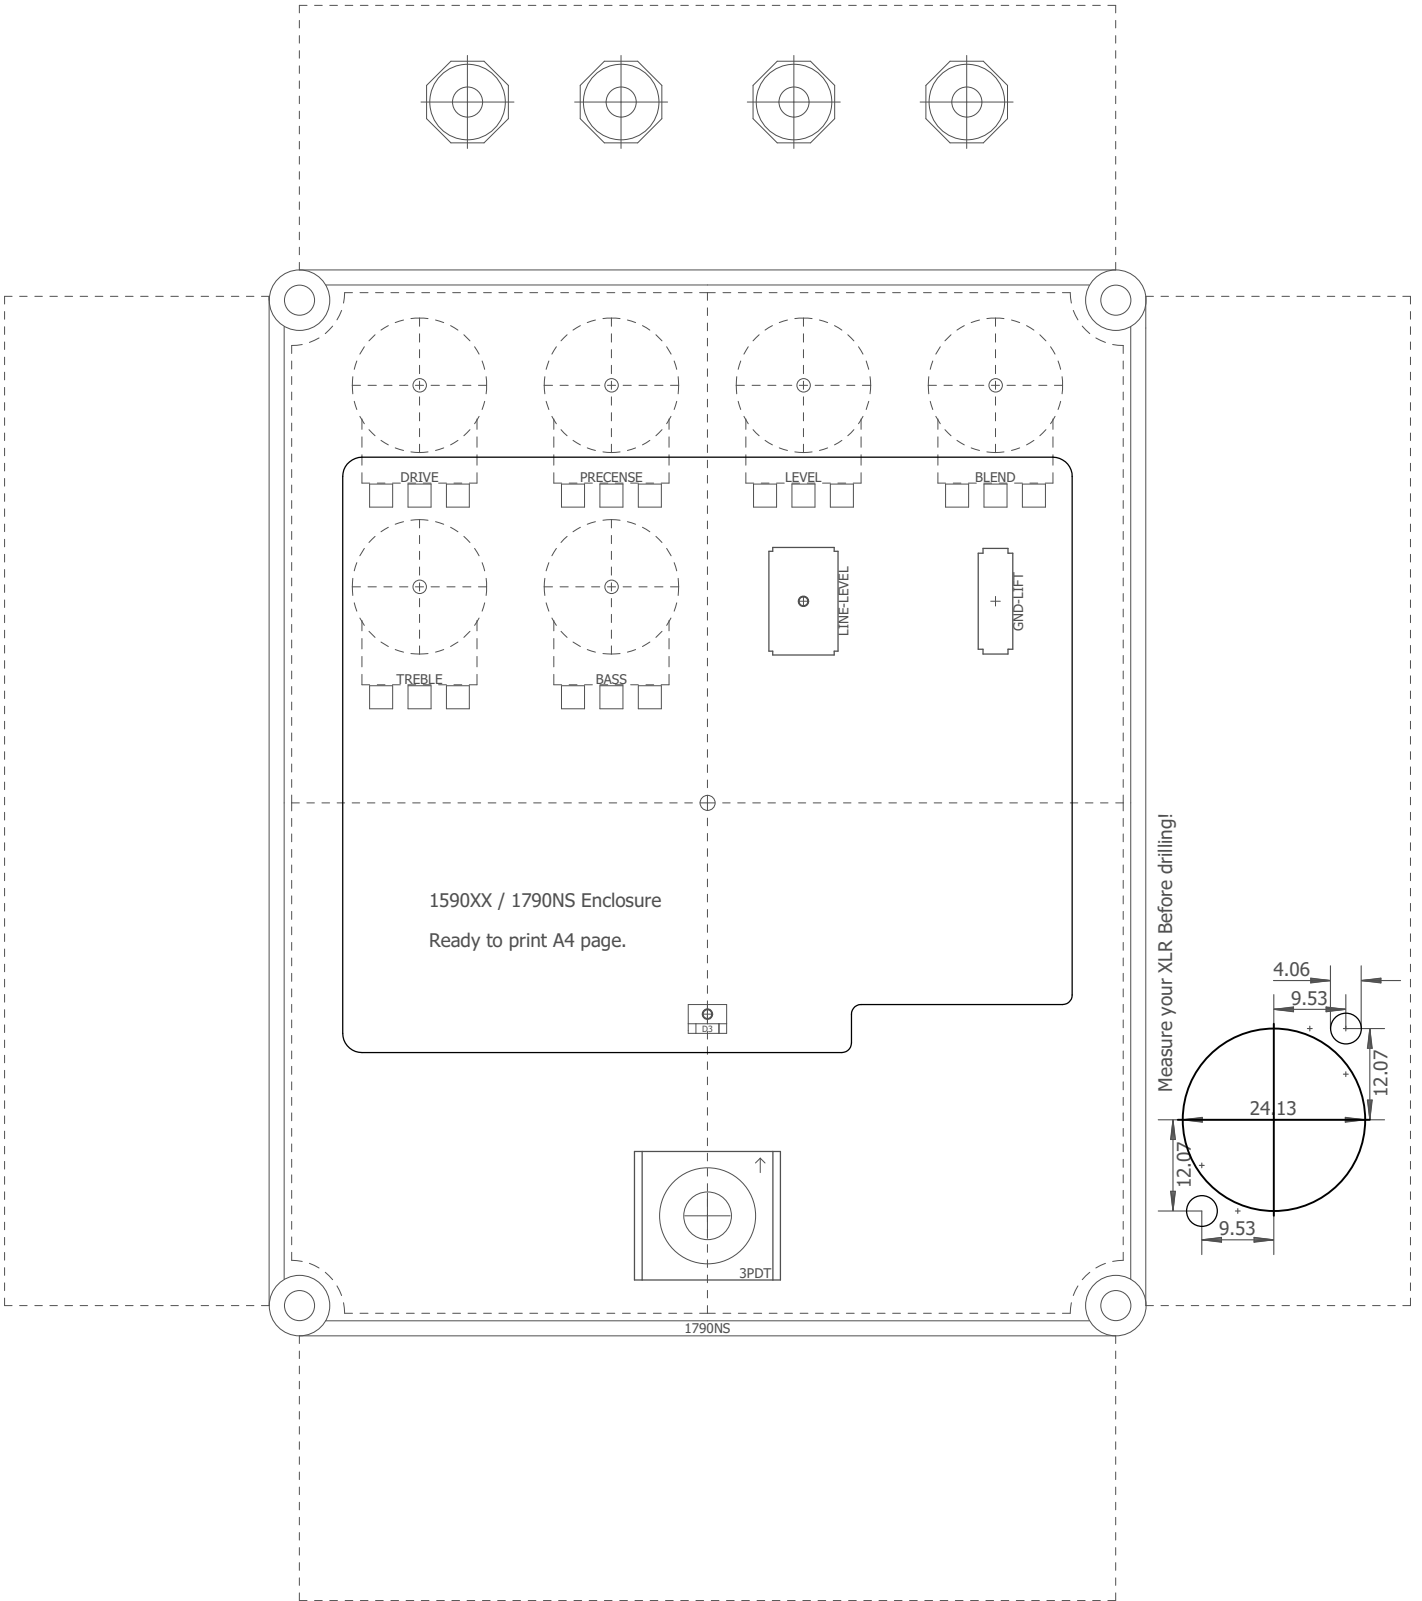 DRIVE
PRECENSE
LEVEL
BLEND
LINE-LEVEL
GND-LIFT
TREBLE
BASS
1590XX / 1790NS Enclosure
Ready to print A4 page.
Measure your XLR Before drilling!
4.06
9.53
12.07
24.13
12.07
9.53
D3
3PDT
1790NS